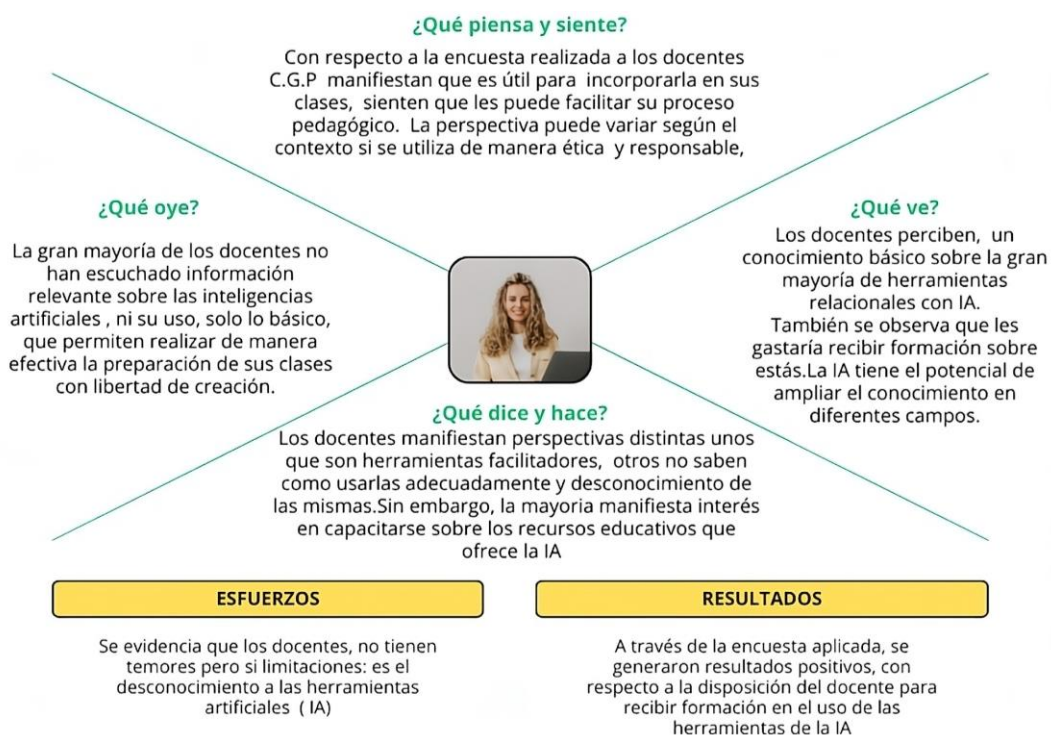 ¿Qué piensa y siente?
Con respecto a la encuesta realizada a los docentes
C.G.P manifiestan que es útil para incorporarla en sus
clases, sienten que les puede facilitar su proceso
pedagógico. La perspectiva puede variar según el
contexto si se utiliza de manera ética y responsable,
¿Qué oye?
La gran mayoría de los docentes no
han escuchado información
relevante sobre las inteligencias
artificiales , ni su uso, solo lo básico,
que permiten realizar de manera
efectiva la preparación de sus clases
con libertad de creación.
¿Qué ve?
Los docentes perciben, un
conocimiento básico sobre la gran
mayoría de herramientas
relacionales con IA.
También se observa que les
gastaría recibir formación sobre
estás.La IA tiene el potencial de
ampliar el conocimiento en
diferentes campos.
¿Qué dice y hace?
Los docentes manifiestan perspectivas distintas unos
que son herramientas facilitadores, otros no saben
como usarlas adecuadamente y desconocimiento de
las mismas.Sin embargo, la mayoria manifiesta interés
en capacitarse sobre los recursos educativos que
ofrece la IA
ESFUERZOS
Se evidencia que los docentes, no tienen
temores pero si limitaciones: es el
desconocimiento a las herramientas
artificiales ( IA)
RESULTADOS
A través de la encuesta aplicada, se
generaron resultados positivos, con
respecto a la disposición del docente para
recibir formación en el uso de las
herramientas de la IA